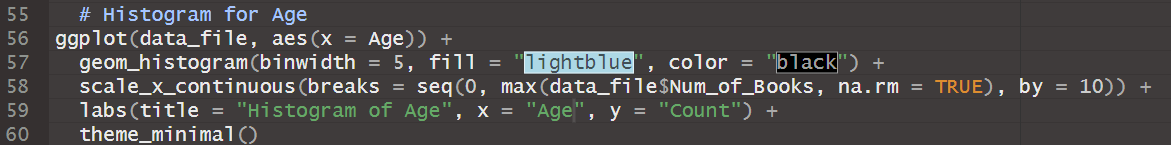 55 # Histogram for Age
56 ggplot(data_file, aes(x = Age)) +
57 geom_histogram(binwidth = 5, fill = "lightblue", color = "black") +
58 scale_x_continuous(breaks = seq(0, max(data_file$Num_of_Books, na.rm = TRUE), by = 10)) +
59 labs(title = "Histogram of Age", x = "Age", y = "Count") +
60 theme_minimal()